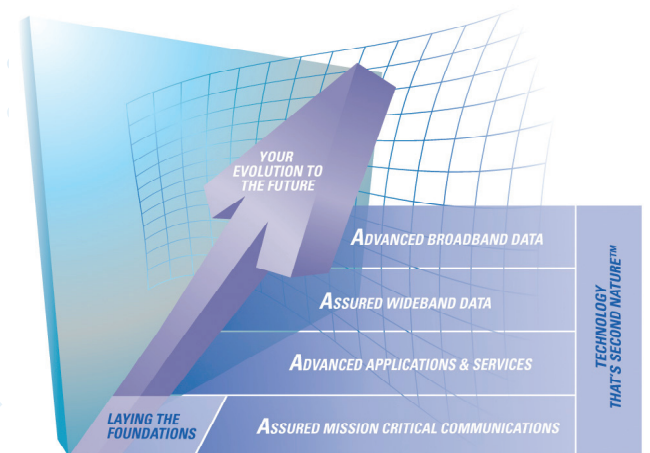 YOUR
EVOLUTION TO
THE FUTURE
ADVANCED BROADBAND DATA
ASSURED WIDEBAND DATA
ADVANCED APPLICATIONS & SERVICES
ASSURED MISSION CRITICAL COMMUNICATIONS
LAYING THE
FOUNDATIONS
TECHNOLOGY
THAT'S SECOND NATURE™